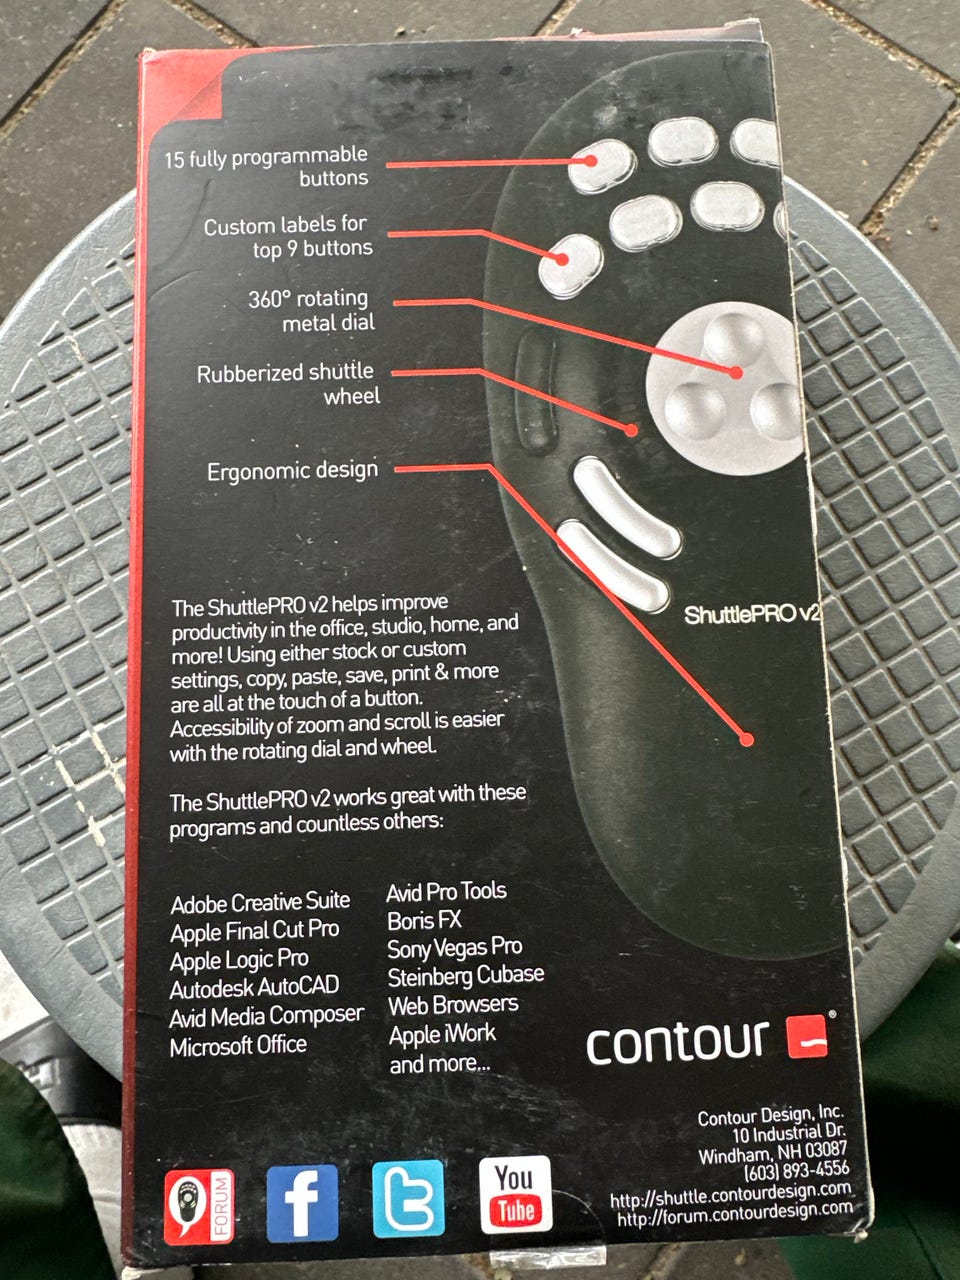 15 fully programmable
buttons
Custom labels for
top 9 buttons
360° rotating
metal dial
Rubberized shuttle
wheel
Ergonomic design
ShuttlePRO v2
The ShuttlePRO v2 helps improve
productivity in the office, studio, home, and
more! Using either stock or custom
settings, copy, paste, save, print & more
are all at the touch of a button.
Accessibility of zoom and scroll is easier
with the rotating dial and wheel.
The ShuttlePRO v2 works great with these
programs and countless others:
Adobe Creative Suite
Apple Final Cut Pro
Apple Logic Pro
Autodesk AutoCAD
Avid Media Composer
Microsoft Office
Avid Pro Tools
Boris FX
Sony Vegas Pro
Steinberg Cubase
Web Browsers
Apple iWork
and more...
contour ®
Contour Design, Inc.
10 Industrial Dr.
Windham, NH 03087
(603) 893-4556
http://shuttle.contourdesign.com
http://forum.contourdesign.com
FORUM
f
t
You
Tube